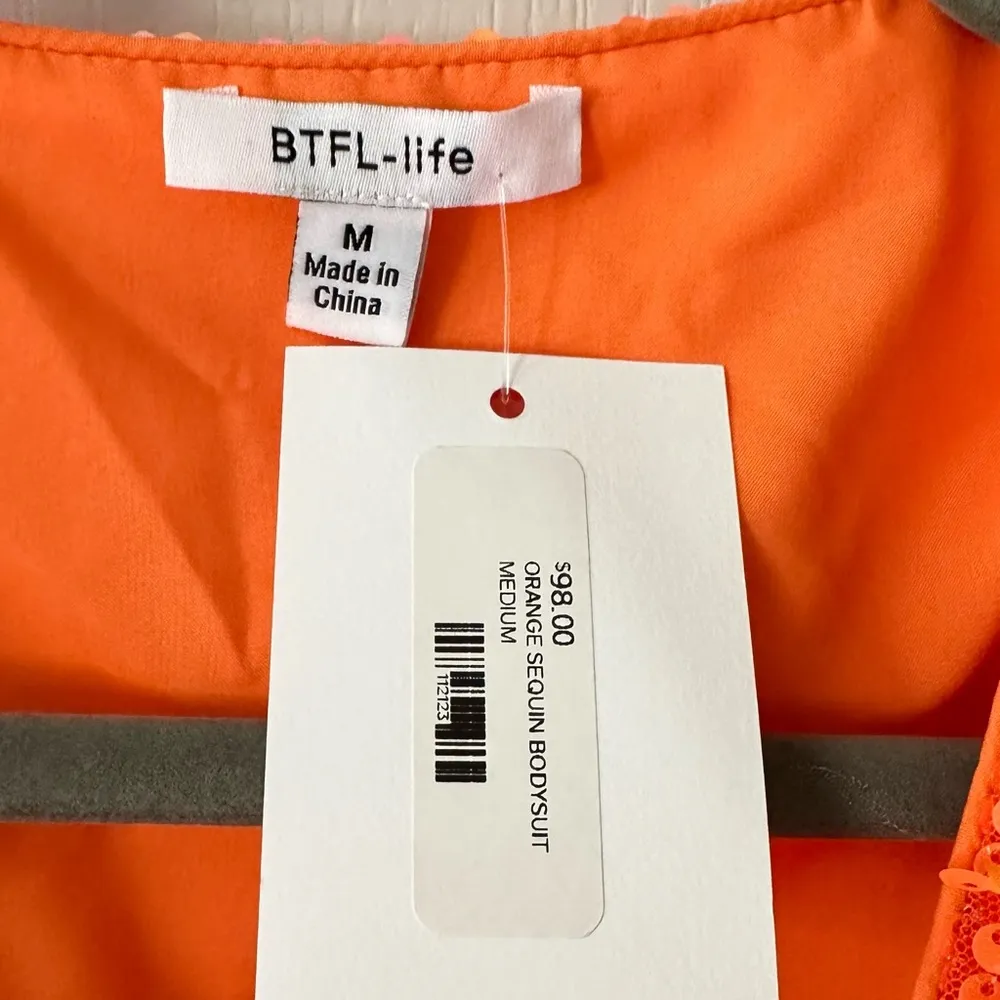 BTFL-life
M
Made in
China
$98.00
ORANGE SEQUIN BODYSUIT
MEDIUM
112123